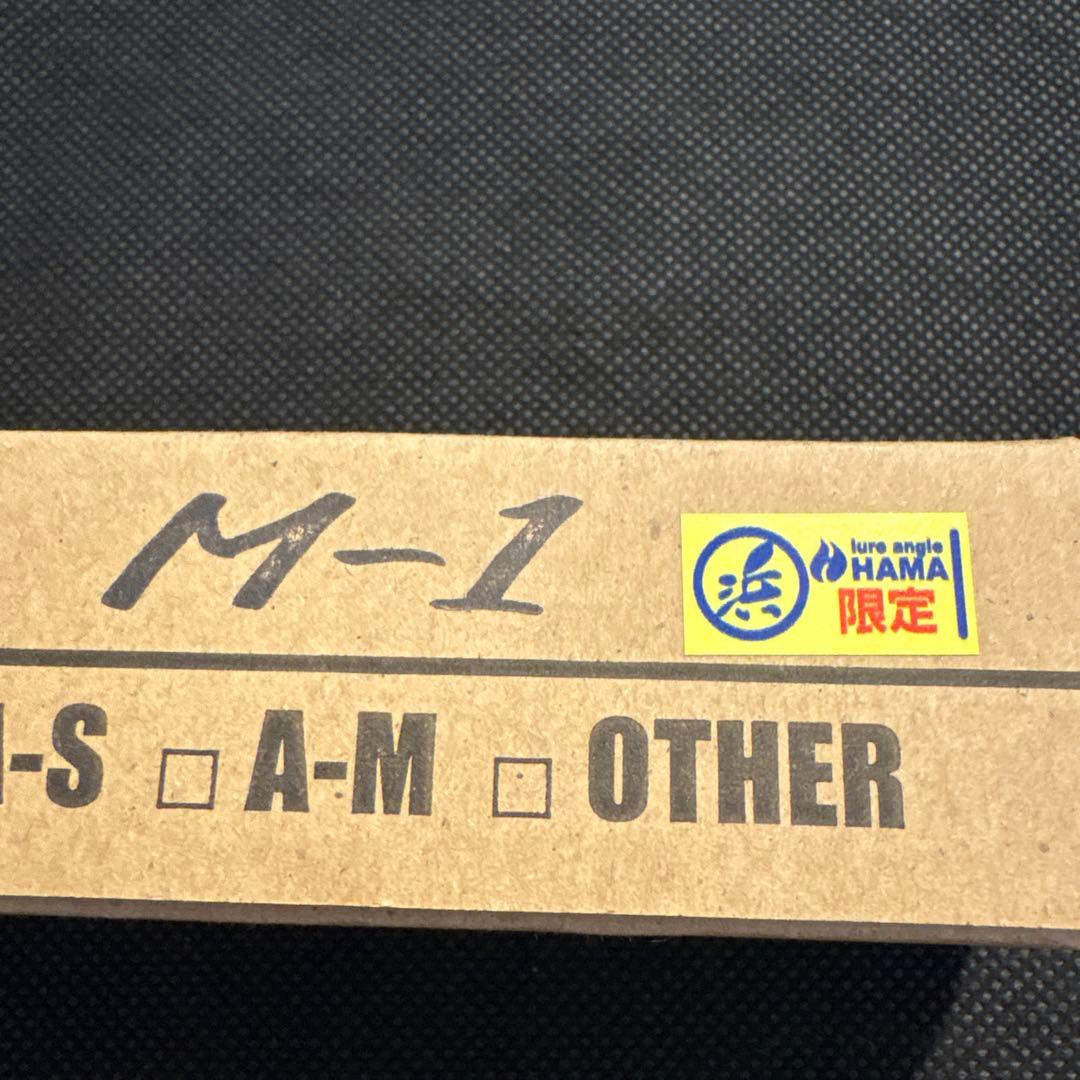 M-1
浜 lure angle
HAMA
限定
-S □ A-M □ OTHER